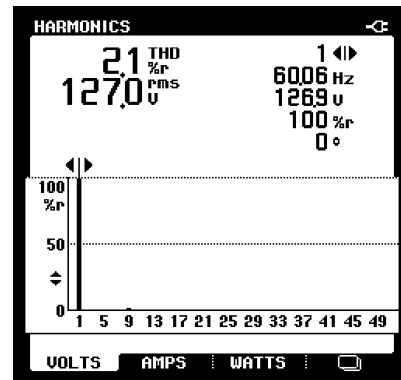 HARMONICS
2.1 THD %r
127.0 rms V
1
60.06 Hz
126.9 V
100 %r
0 °
100
%r
50
0
1 5 9 13 17 21 25 29 33 37 41 45 49
VOLTS AMPS WATTS